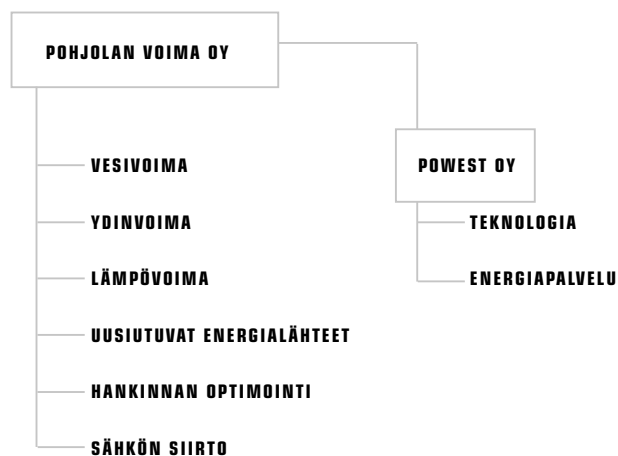 POHJOLAN VOIMA OY
VESIVOIMA
YDINVOIMA
LÄMPÖVOIMA
UUSIUTUVAT ENERGIALÄHTEET
HANKINNAN OPTIMOINTI
SÄHKÖN SIIRTO
POWEST OY
TEKNOLOGIA
ENERGIAPALVELU